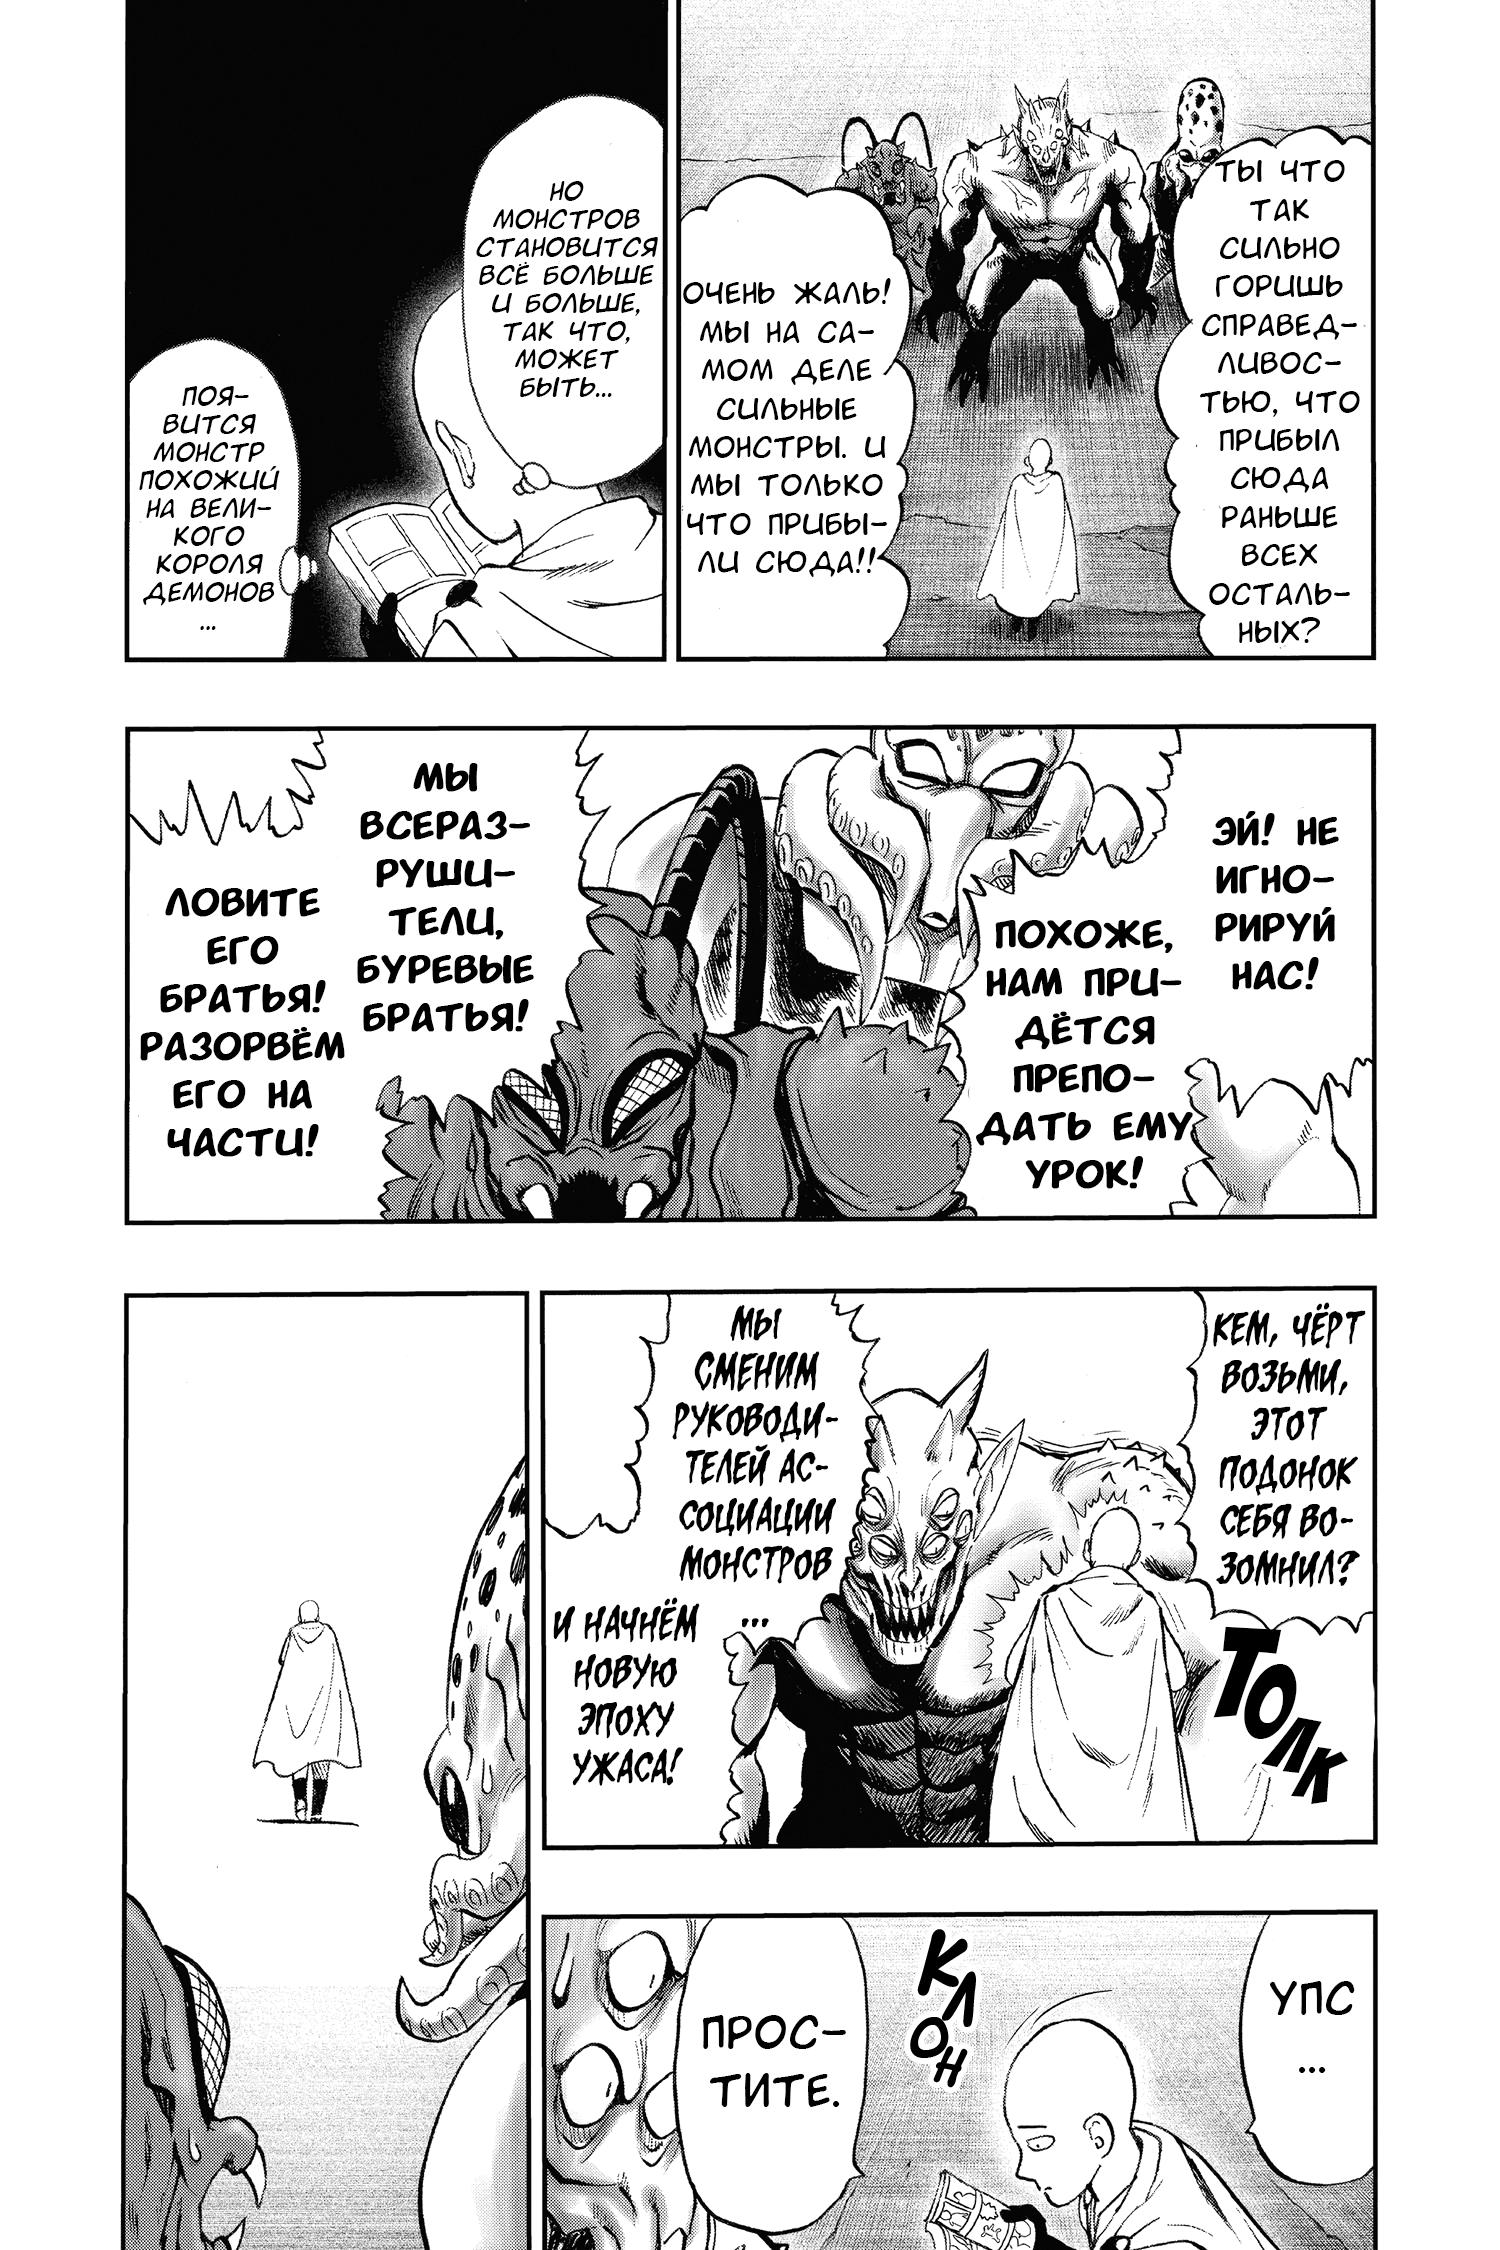 ТЫ ЧТО
ТАК
СИЛЬНО
ГОРИШЬ
СПРАВЕД-
ЛИВОС-
ТЬЮ, ЧТО
ПРИБЫЛ
СЮДА
РАНЬШЕ
ВСЕХ
ОСТАЛЬ-
НЫХ?
ОЧЕНЬ ЖАЛЬ!
МЫ НА СА-
МОМ ДЕЛЕ
СИЛЬНЫЕ
МОНСТРЫ. И
МЫ ТОЛЬКО
ЧТО ПРИБЫ-
ЛИ СЮДА!!
НО
МОНСТРОВ
СТАНОВИТСЯ
ВСЁ БОЛЬШЕ
И БОЛЬШЕ,
ТАК ЧТО,
МОЖЕТ
БЫТЬ...
ПОЯ-
ВИТСЯ
МОНСТР
ПОХОЖИЙ
НА ВЕЛИ-
КОГО
КОРОЛЯ
ДЕМОНОВ
...
ЭЙ! НЕ
ИГНО-
РИРУЙ
НАС!
ПОХОЖЕ,
НАМ ПРИ-
ДЁТСЯ
ПРЕПО-
ДАТЬ ЕМУ
УРОК!
МЫ
ВСЕРАЗ-
РУШИ-
ТЕЛИ,
БУРЕВЫЕ
БРАТЬЯ!
ЛОВИТЕ
ЕГО
БРАТЬЯ!
РАЗОРВЁМ
ЕГО НА
ЧАСТИ!
КЕМ, ЧЁРТ
ВОЗЬМИ,
ЭТОТ
ПОДОНОК
СЕБЯ ВО-
ЗОМНИЛ?
ТОЛК
МЫ
СМЕНИМ
РУКОВОДИ-
ТЕЛЕЙ АС-
СОЦИАЦИИ
МОНСТРОВ
...
И НАЧНЁМ
НОВУЮ
ЭПОХУ
УЖАСА!
УПС
...
КЛОН
ПРОС-
ТИТЕ.